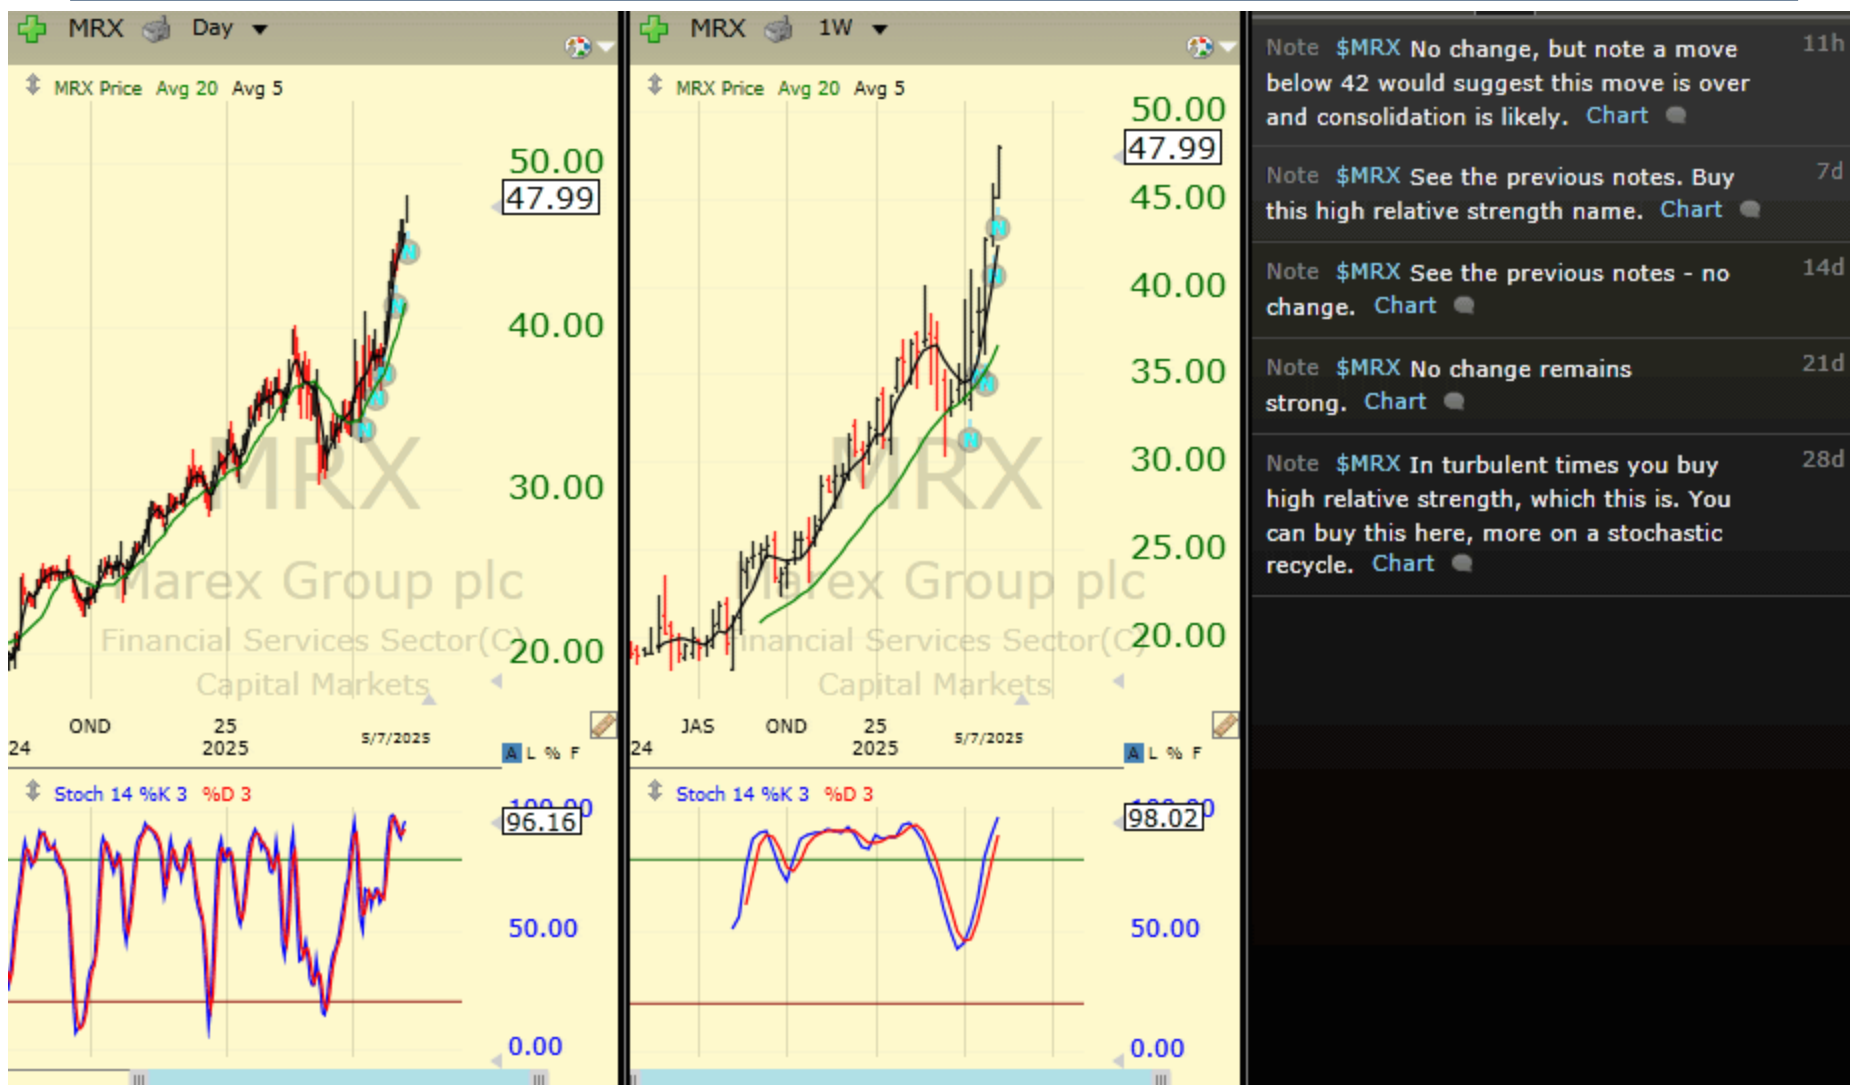 MRX Day
MRX Price Avg 20 Avg 5
50.00
47.99
40.00
30.00
20.00
MRX
Marex Group plc
Financial Services Sector(C)
Capital Markets
OND 25
24 2025 5/7/2025
A L % F
Stoch 14 %K 3 %D 3
100.00
96.16
50.00
0.00
MRX 1W
MRX Price Avg 20 Avg 5
50.00
47.99
45.00
40.00
35.00
30.00
25.00
20.00
MRX
Marex Group plc
Financial Services Sector(C)
Capital Markets
JAS OND 25
24 2025 5/7/2025
A L % F
Stoch 14 %K 3 %D 3
100.00
98.02
50.00
0.00
Note $MRX No change, but note a move 11h
below 42 would suggest this move is over
and consolidation is likely. Chart
Note $MRX See the previous notes. Buy 7d
this high relative strength name. Chart
Note $MRX See the previous notes - no 14d
change. Chart
Note $MRX No change remains 21d
strong. Chart
Note $MRX In turbulent times you buy 28d
high relative strength, which this is. You
can buy this here, more on a stochastic
recycle. Chart